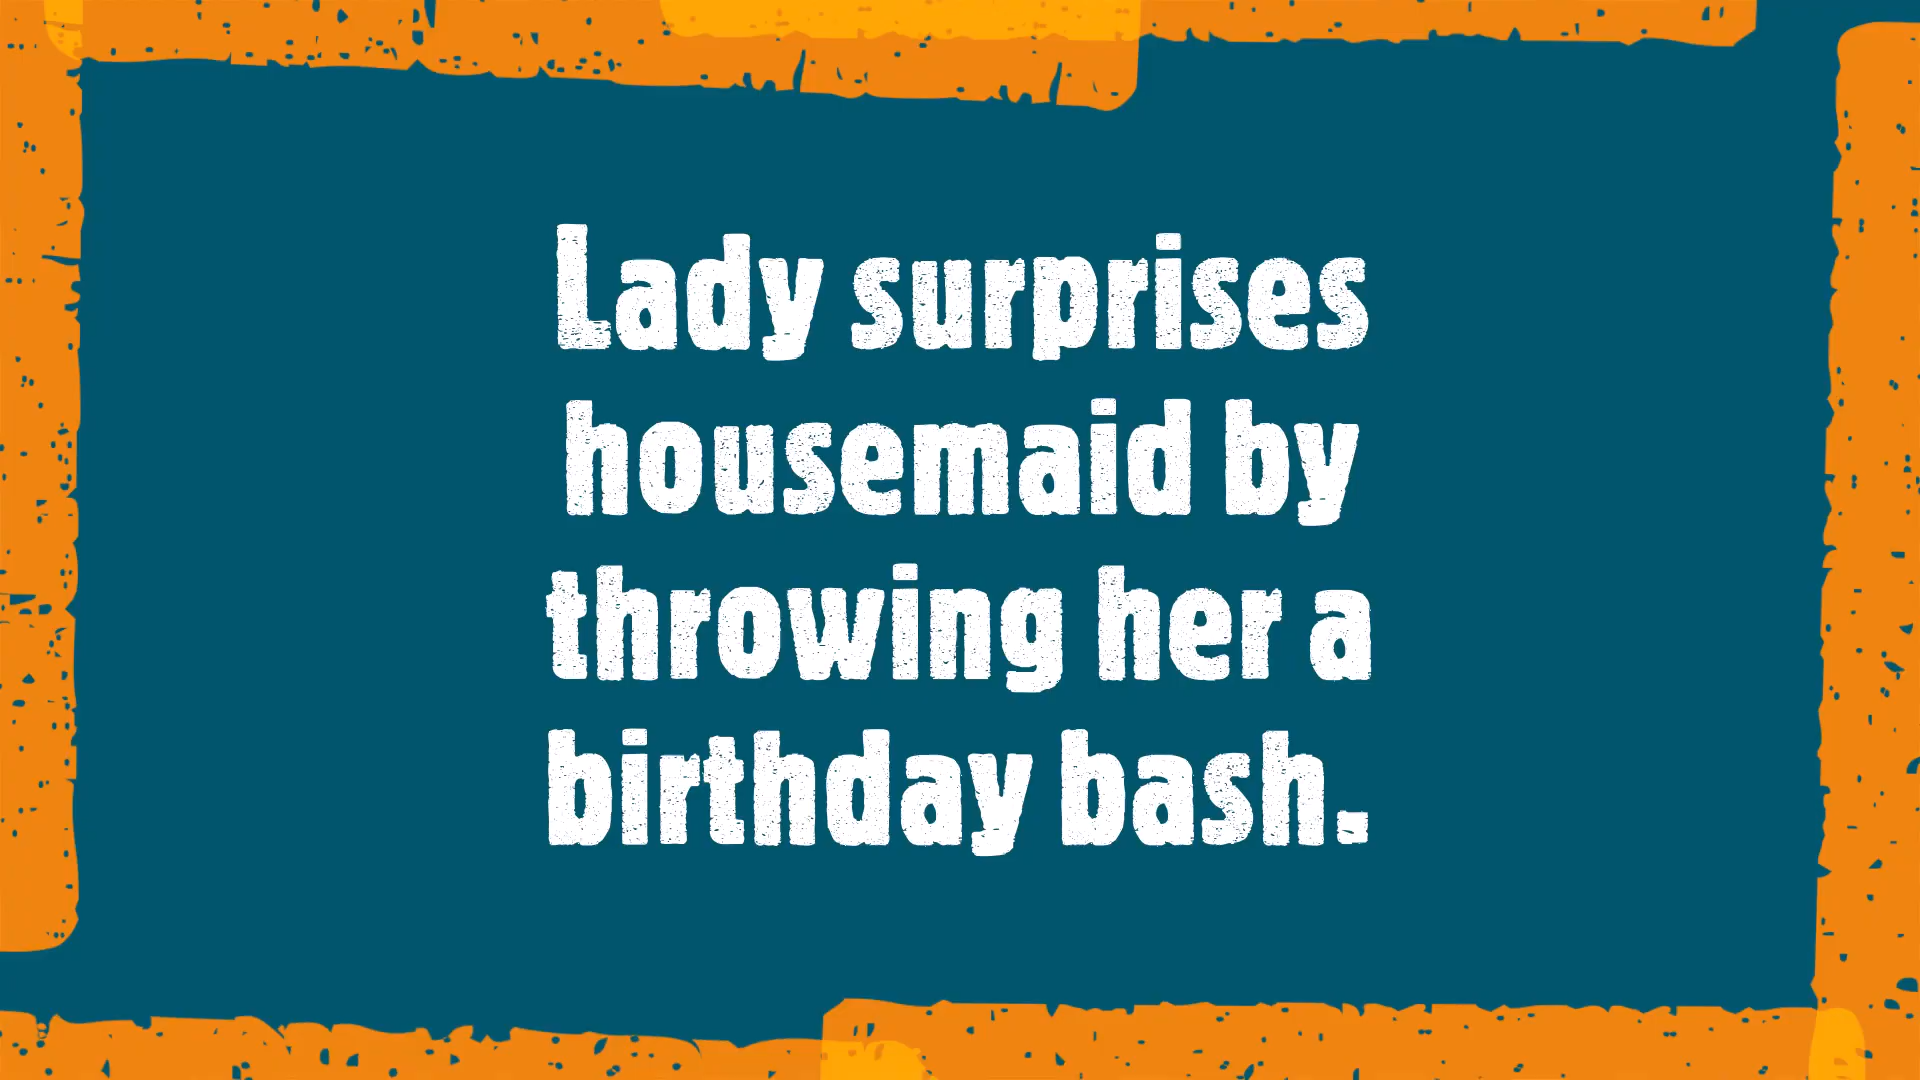 Lady surprises
housemaid by
throwing her a
birthday bash.